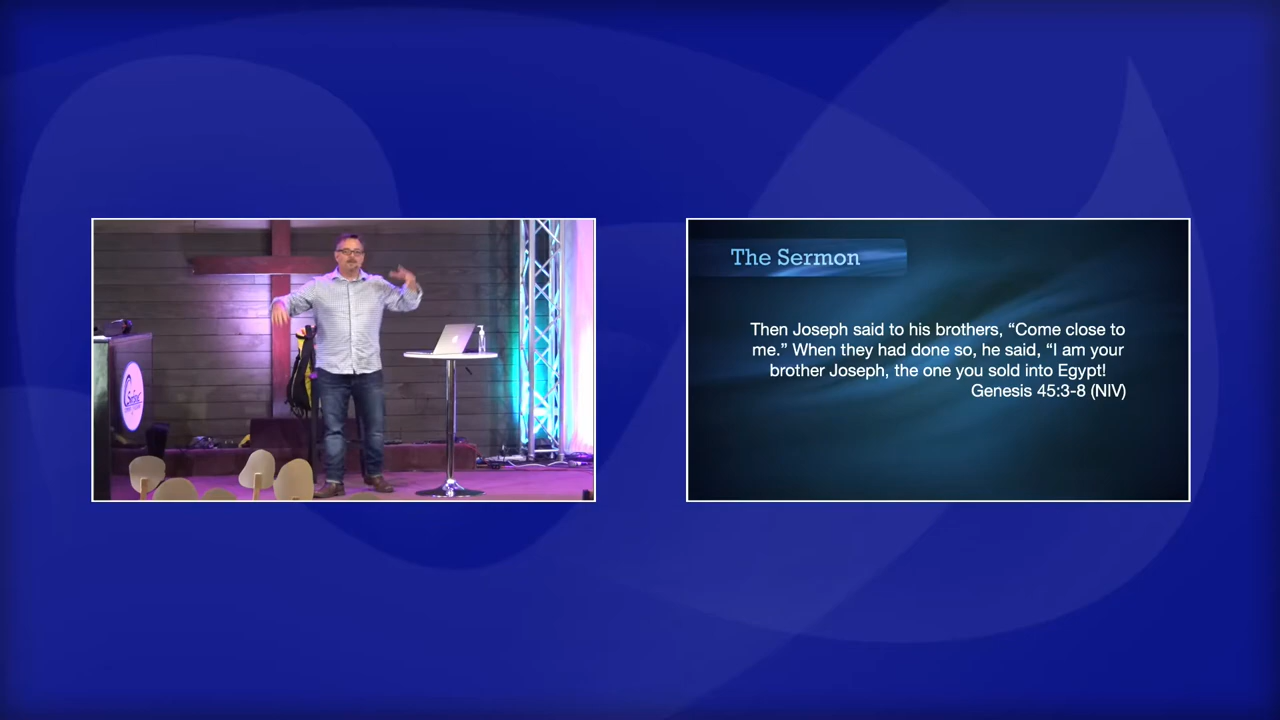 The Sermon
Then Joseph said to his brothers, “Come close to
me.” When they had done so, he said, “I am your
brother Joseph, the one you sold into Egypt!
Genesis 45:3-8 (NIV)